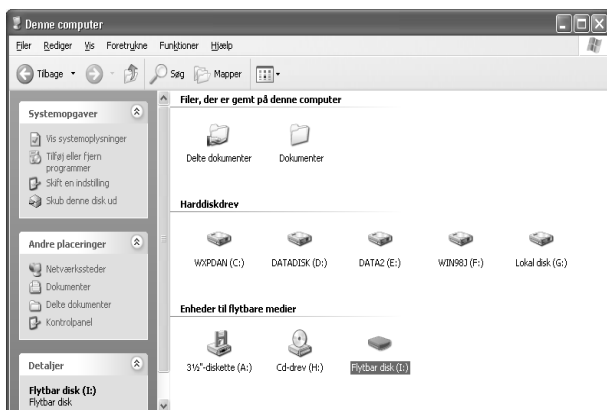 Denne computer
Filer Rediger Vis Foretrukne Funktioner Hjælp
Tilbage Søg Mapper
Systemopgaver
Vis systemoplysninger
Tilføj eller fjern
programmer
Skift en indstilling
Skub denne disk ud
Andre placeringer
Netværkssteder
Dokumenter
Delte dokumenter
Kontrolpanel
Detaljer
Flytbar disk (I:)
Flytbar disk
Filer, der er gemt på denne computer
Delte dokumenter Dokumenter
Harddiskdrev
WXPDAN (C:) DATADISK (D:) DATA2 (E:) WIN98J (F:) Lokal disk (G:)
Enheder til flytbare medier
3½"-diskette (A:) Cd-drev (H:) Flytbar disk (I:)